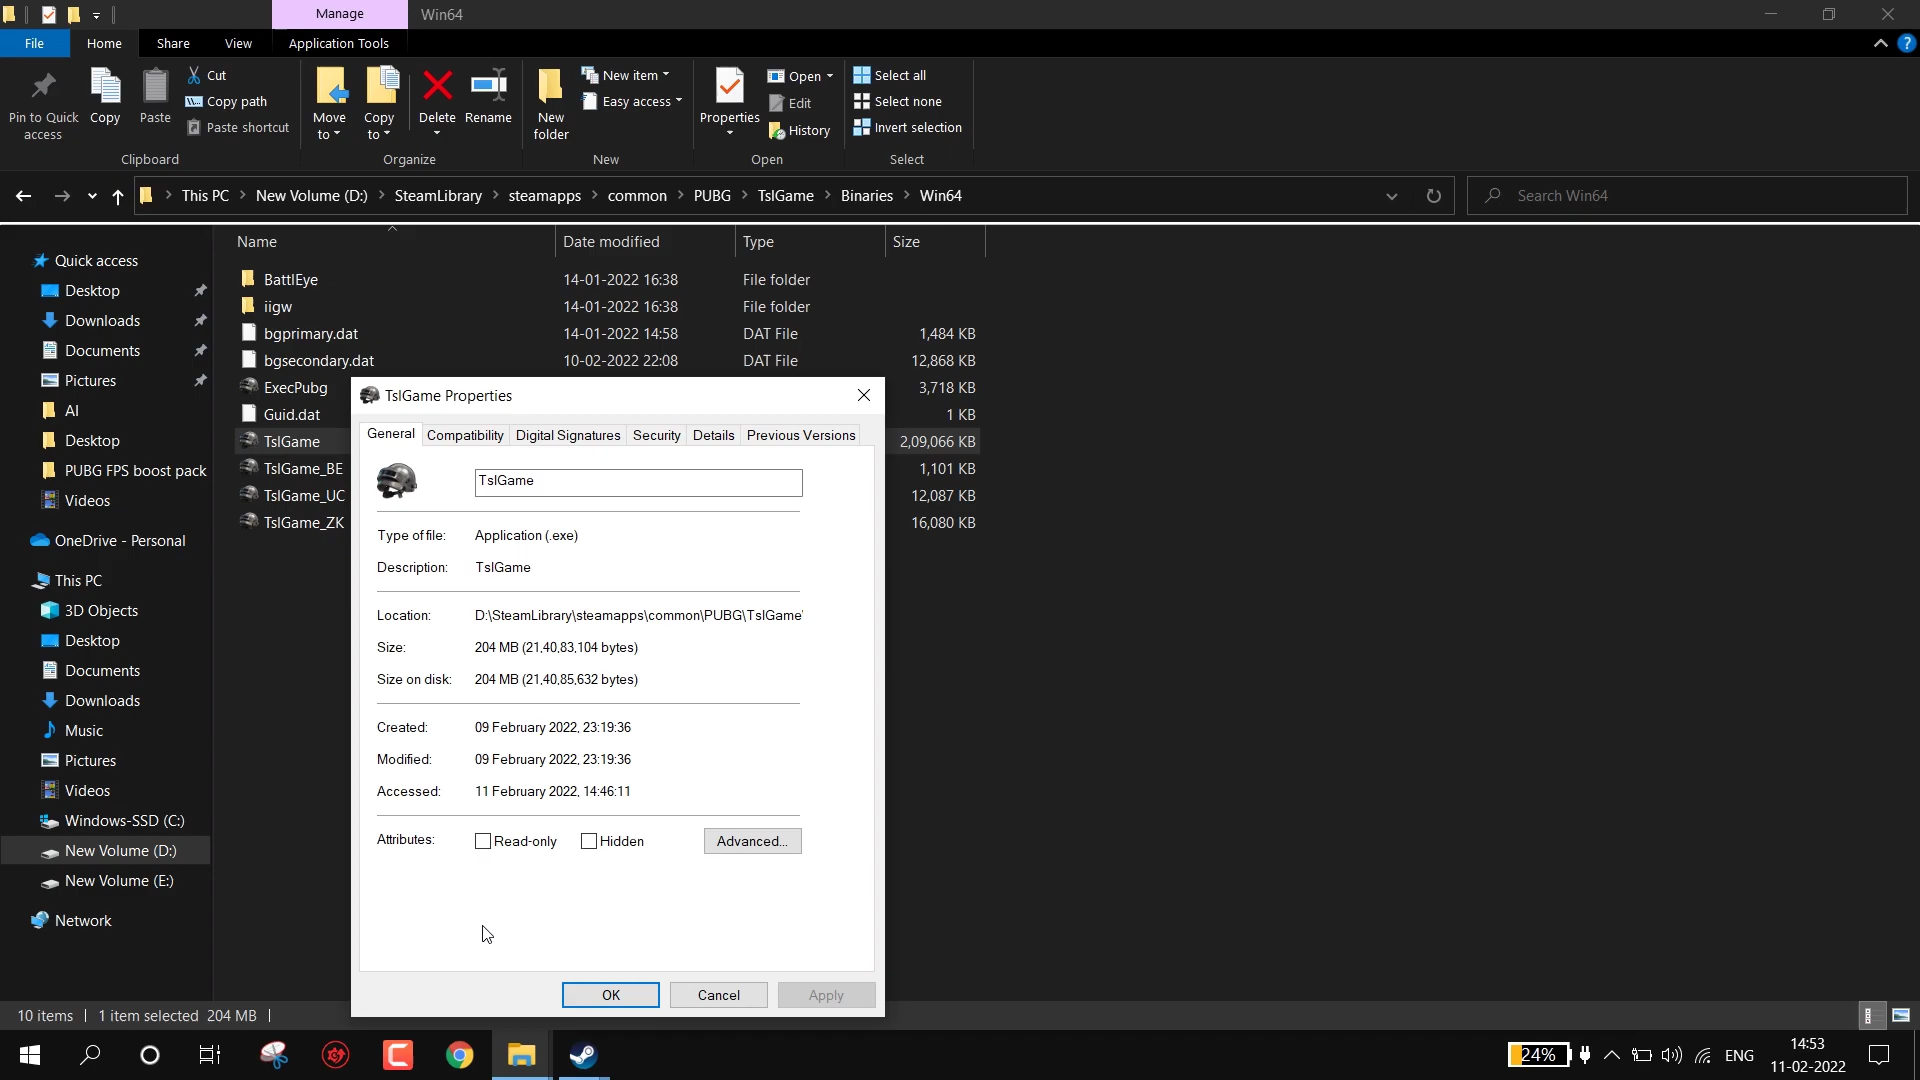 Manage
Win64
File
Home
Share
View
Application Tools
Pin to Quick access
Copy
Paste
Cut
Copy path
Paste shortcut
Move to
Copy to
Delete
Rename
New folder
New item
Easy access
Properties
Open
Edit
History
Select all
Select none
Invert selection
Clipboard
Organize
New
Open
Select
This PC
New Volume (D:)
SteamLibrary
steamapps
common
PUBG
TslGame
Binaries
Win64
Search Win64
Name
Date modified
Type
Size
Quick access
Desktop
Downloads
Documents
Pictures
AI
Desktop
PUBG FPS boost pack
Videos
OneDrive - Personal
This PC
3D Objects
Desktop
Documents
Downloads
Music
Pictures
Videos
Windows-SSD (C:)
New Volume (D:)
New Volume (E:)
Network
BattlEye 14-01-2022 16:38 File folder
iigw 14-01-2022 16:38 File folder
bgprimary.dat 14-01-2022 14:58 DAT File 1,484 KB
bgsecondary.dat 10-02-2022 22:08 DAT File 12,868 KB
ExecPubg 3,718 KB
Guid.dat 1 KB
TslGame 2,09,066 KB
TslGame_BE 1,101 KB
TslGame_UC 12,087 KB
TslGame_ZK 16,080 KB
TslGame Properties
General
Compatibility
Digital Signatures
Security
Details
Previous Versions
TslGame
Type of file: Application (.exe)
Description: TslGame
Location: D:\SteamLibrary\steamapps\common\PUBG\TslGame\
Size: 204 MB (21,40,83,104 bytes)
Size on disk: 204 MB (21,40,85,632 bytes)
Created: 09 February 2022, 23:19:36
Modified: 09 February 2022, 23:19:36
Accessed: 11 February 2022, 14:46:11
Attributes: Read-only Hidden Advanced...
OK
Cancel
Apply
10 items
1 item selected 204 MB
24%
ENG
14:53
11-02-2022